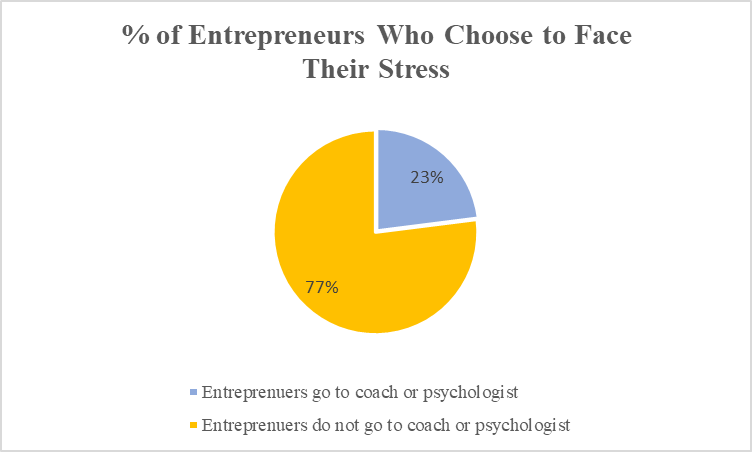 % of Entrepreneurs Who Choose to Face
Their Stress
23%
77%
Entreprenuers go to coach or psychologist
Entreprenuers do not go to coach or psychologist